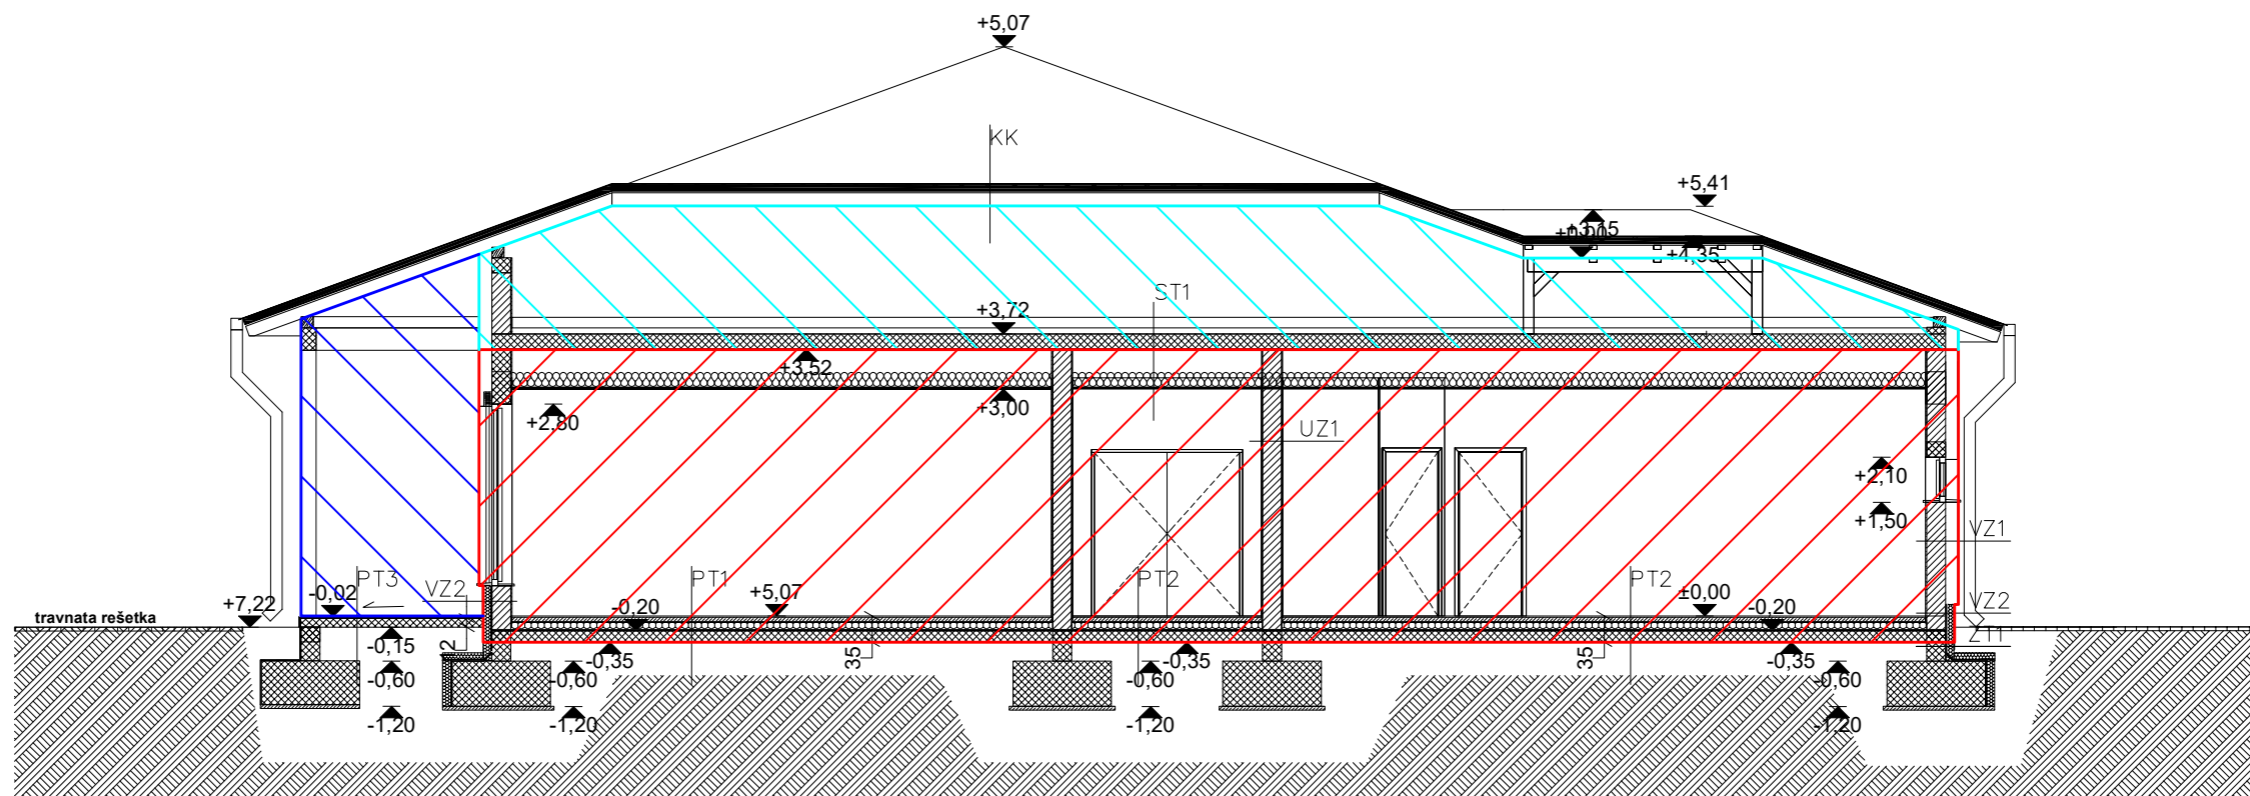 +5,07
KK
+5,41
+3,15
+4,35
ST1
+3,72
+3,52
+3,00
+2,80
UZ1
+2,10
+1,50
VZ1
PT3
VZ2
PT1
PT2
PT2
travnata rešetka
+7,22
-0,02
-0,20
+5,07
±0,00
-0,20
VZ2
-0,15
-0,35
35
-0,35
35
-0,35
-0,60
-0,60
-0,60
-0,60
-1,20
-1,20
-1,20
-1,20